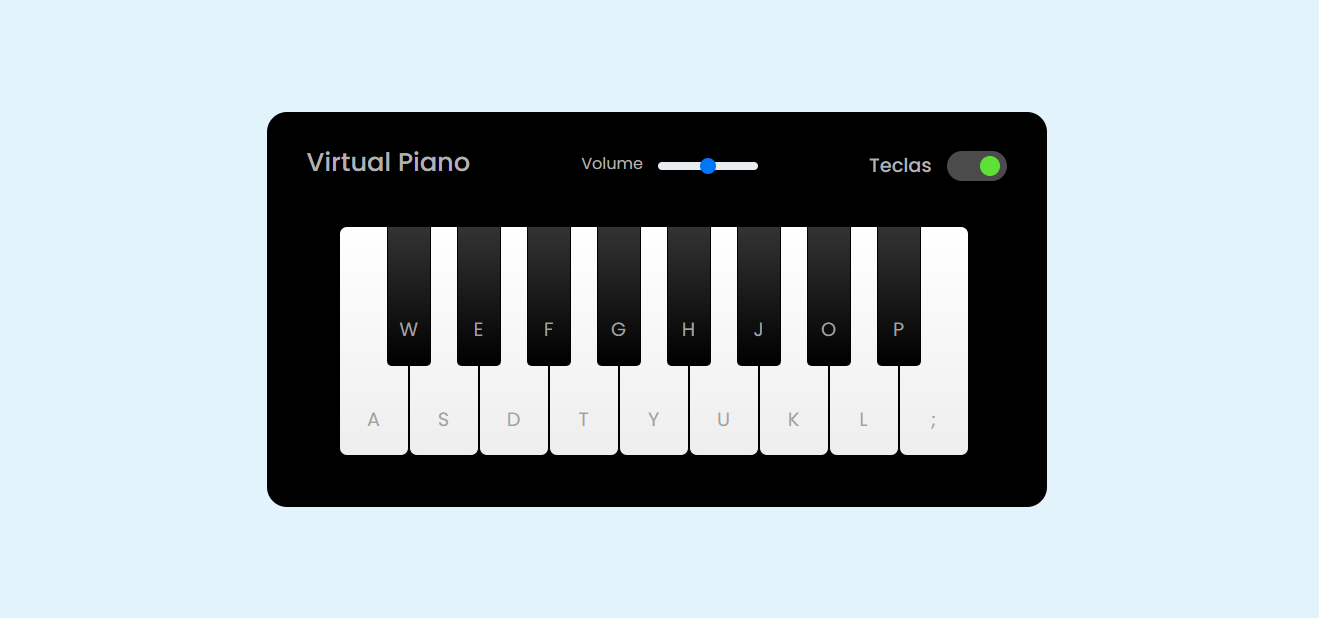 Virtual Piano
Volume
Teclas
W E F G H J O P
A S D T Y U K L ;